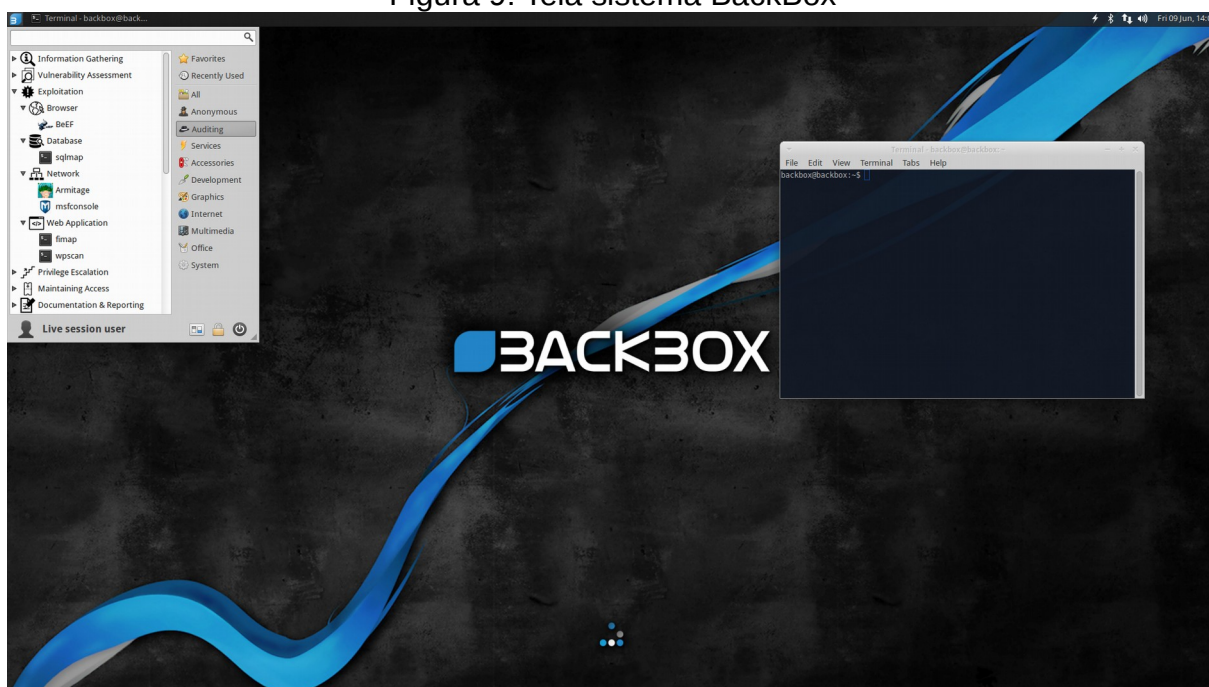 Figura 9: Tela sistema BackBox
Terminal - backbox@back...
Fri 09 Jun, 14:0
Information Gathering
Vulnerability Assessment
Exploitation
Browser
BeEF
Database
sqlmap
Network
Armitage
msfconsole
Web Application
fimap
wpscan
Privilege Escalation
Maintaining Access
Documentation & Reporting
Favorites
Recently Used
All
Anonymous
Auditing
Services
Accessories
Development
Graphics
Internet
Multimedia
Office
System
Live session user
Terminal - backbox@backbox: ~
File Edit View Terminal Tabs Help
backbox@backbox:~$
BACKBOX